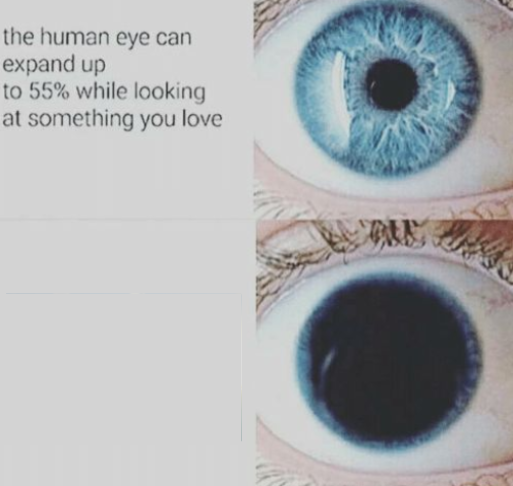 the human eye can
expand up
to 55% while looking
at something you love